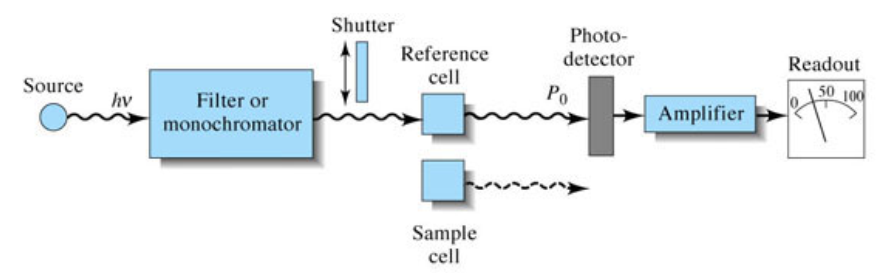 Source
hν
Filter or
monochromator
Shutter
Reference
cell
P0
Photo-
detector
Amplifier
Readout
0 50 100
Sample
cell